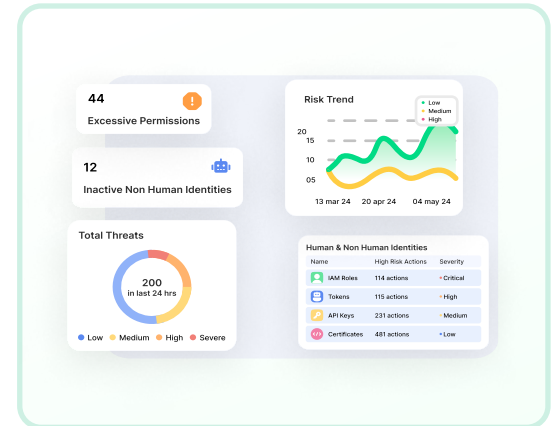 44
Excessive Permissions
12
Inactive Non Human Identities
Total Threats
200
in last 24 hrs
Low Medium High Severe
Risk Trend
Low
Medium
High
20
15
10
05
13 mar 24 20 apr 24 04 may 24
Human & Non Human Identities
Name High Risk Actions Severity
IAM Roles 114 actions Critical
Tokens 115 actions High
API Keys 231 actions Medium
Certificates 481 actions Low